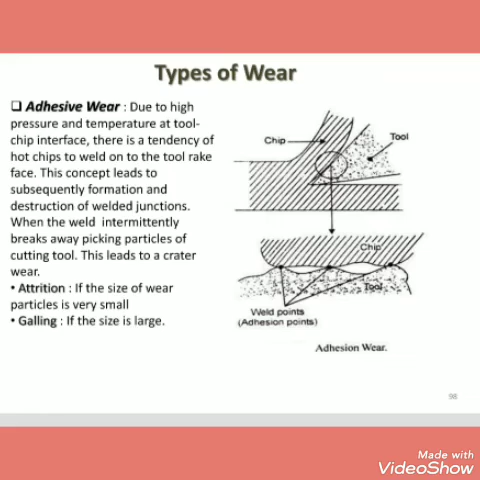 Types of Wear
❑ Adhesive Wear : Due to high
pressure and temperature at tool-
chip interface, there is a tendency of
hot chips to weld on to the tool rake
face. This concept leads to
subsequently formation and
destruction of welded junctions.
When the weld intermittently
breaks away picking particles of
cutting tool. This leads to a crater
wear.
• Attrition : If the size of wear
particles is very small
• Galling : If the size is large.
Chip
Tool
Chip
Tool
Weld points
(Adhesion points)
Adhesion Wear.
98
Made with
VideoShow